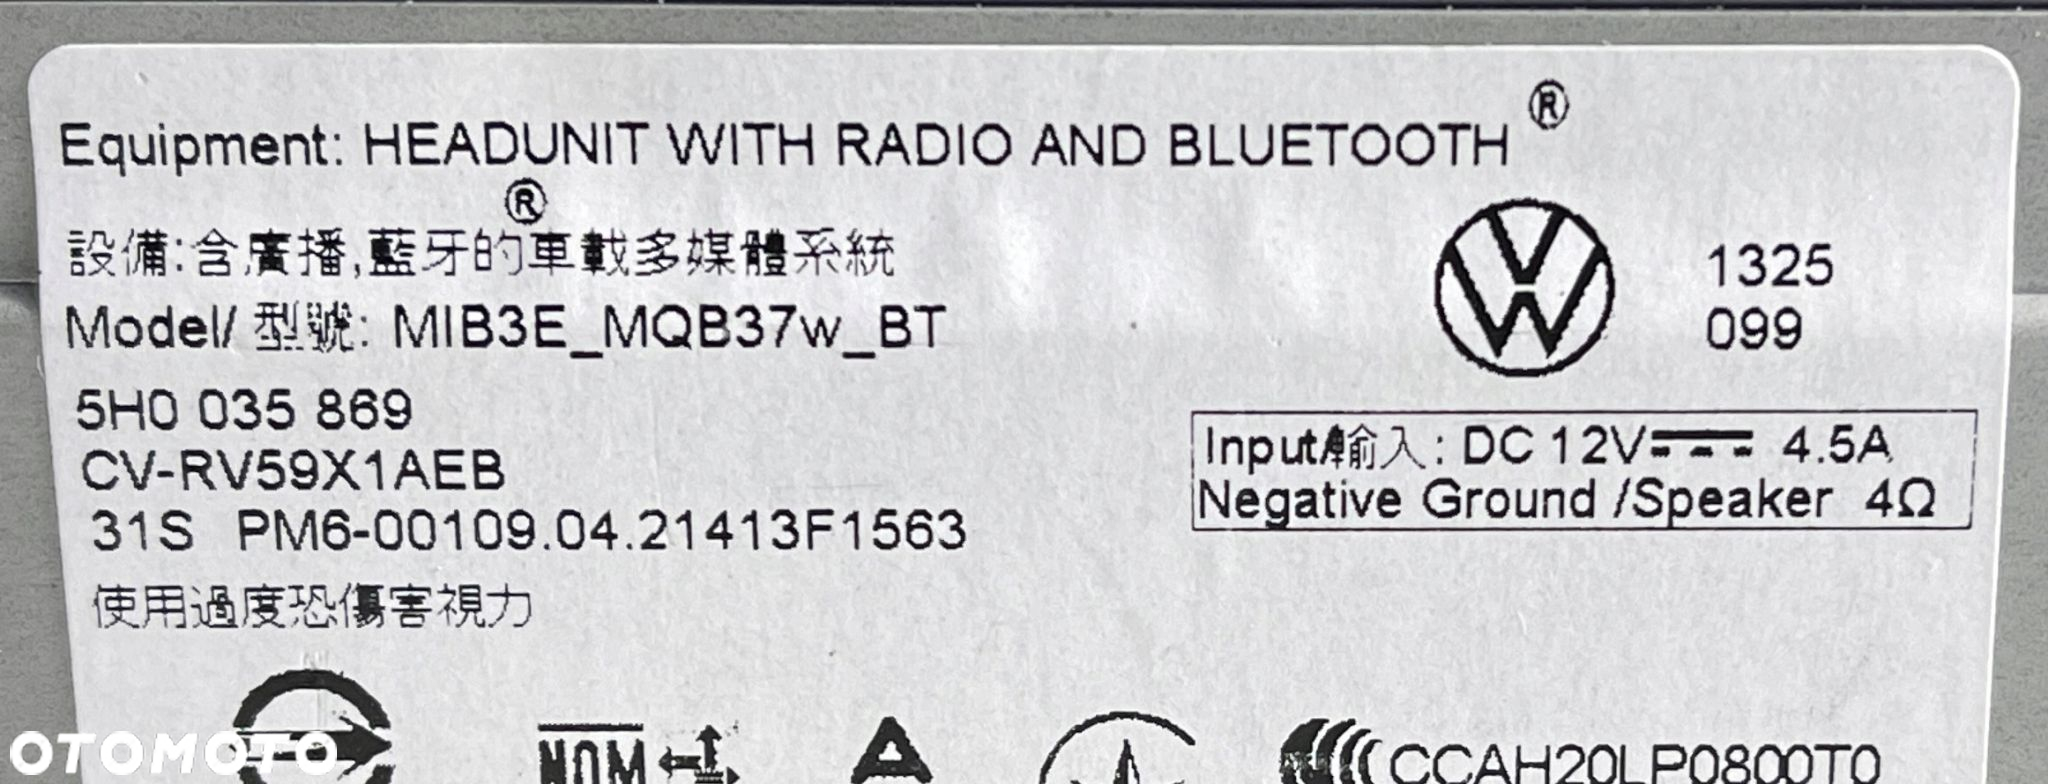 Equipment: HEADUNIT WITH RADIO AND BLUETOOTH ®
設備:含廣播,藍牙®的車載多媒體系統
Model/ 型號: MIB3E_MQB37w_BT
1325
099
5H0 035 869
CV-RV59X1AEB
31S PM6-00109.04.21413F1563
Input/輸入: DC 12V⎓ 4.5A
Negative Ground /Speaker 4Ω
使用過度恐傷害視力
NOM
CCAH20LP0800T0
OTOMOTO